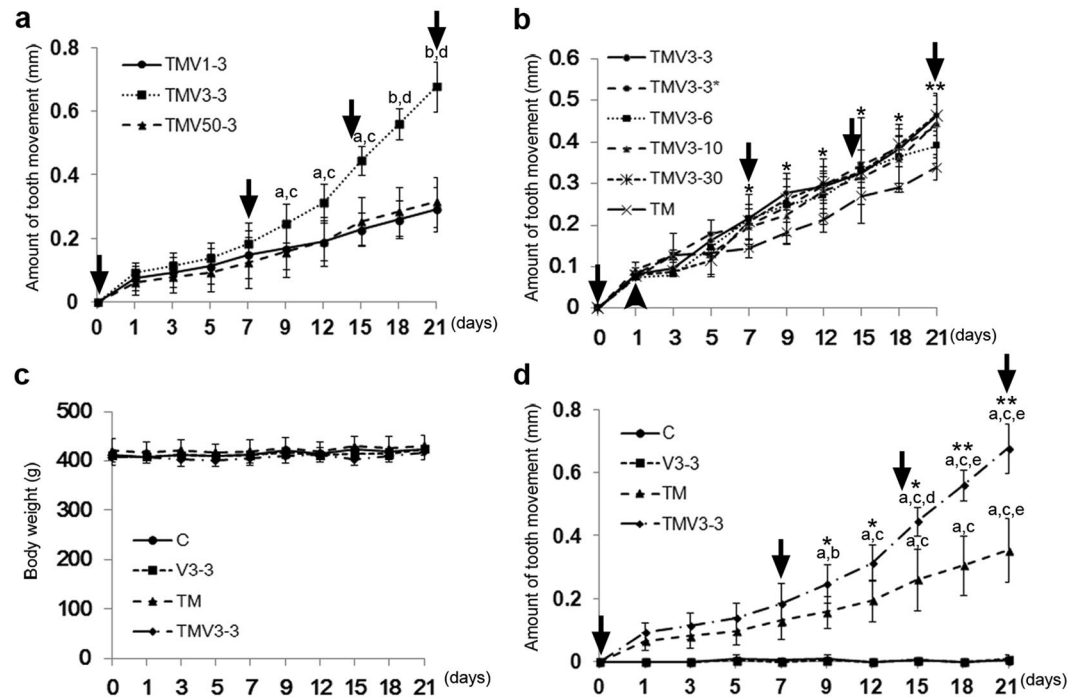 a
Amount of tooth movement (mm)
0.8
0.6
0.4
0.2
0
TMV1-3
TMV3-3
TMV50-3
a,c
a,c
a,c
b,d
b,d
0 1 3 5 7 9 12 15 18 21 (days)
b
Amount of tooth movement (mm)
0.6
0.5
0.4
0.3
0.2
0.1
0
TMV3-3
TMV3-3*
TMV3-6
TMV3-10
TMV3-30
TM
*
*
*
*
*
**
0 1 3 5 7 9 12 15 18 21 (days)
c
Body weight (g)
500
400
300
200
100
0
C
V3-3
TM
TMV3-3
0 1 3 5 7 9 12 15 18 21 (days)
d
Amount of tooth movement (mm)
0.8
0.6
0.4
0.2
0
C
V3-3
TM
TMV3-3
*
a,b
*
a,c
*
a,c,d
a,c
**
a,c,e
a,c
**
a,c,e
a,c,e
0 1 3 5 7 9 12 15 18 21 (days)